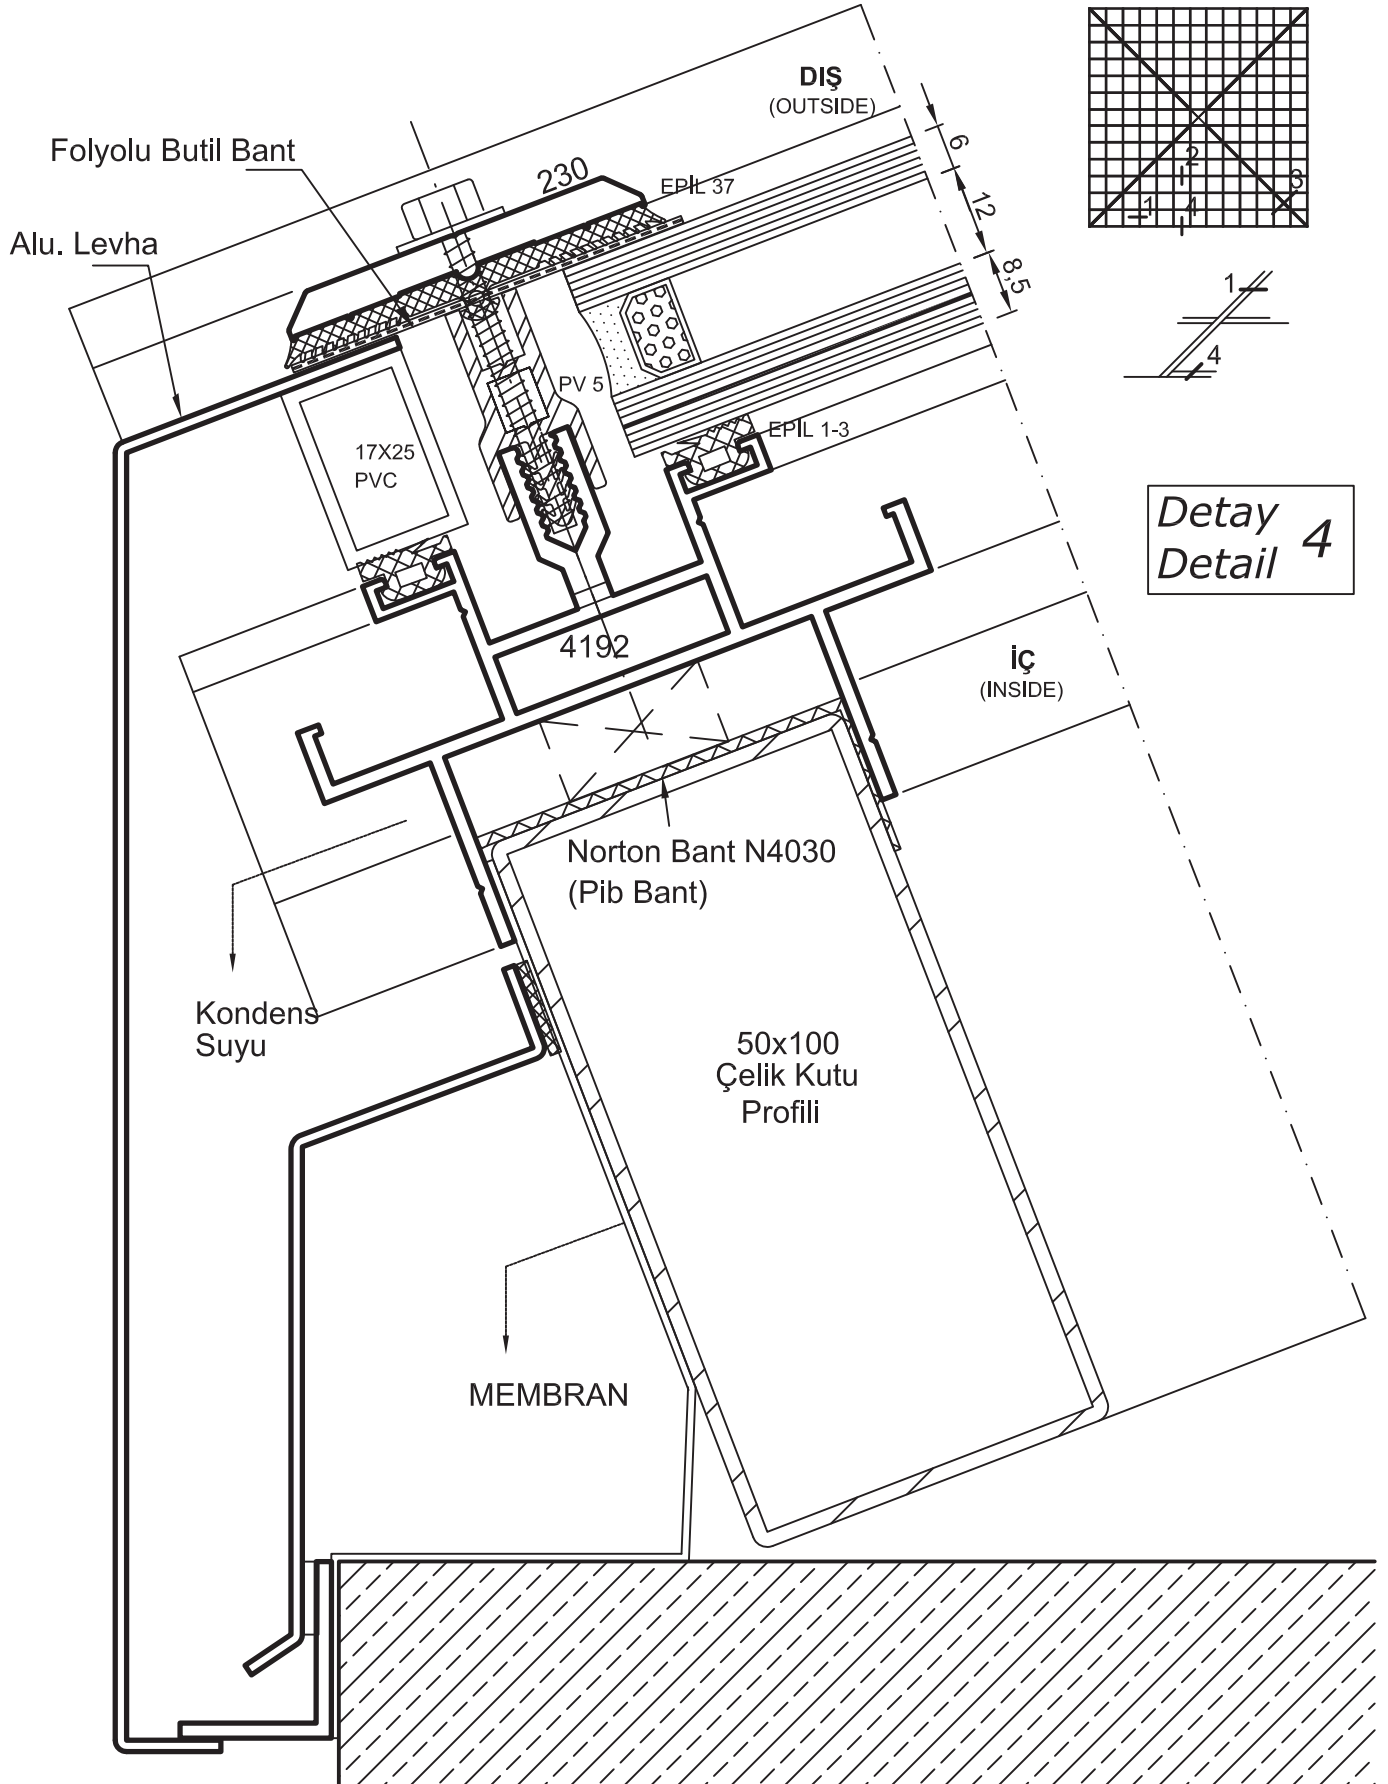 DIŞ
(OUTSIDE)
6
12
8,5
Folyolu Butil Bant
230
EPİL 37
Alu. Levha
2
3
1
4
1
4
PV 5
EPİL 1-3
17X25
PVC
Detay
Detail
4
4192
İÇ
(INSIDE)
Norton Bant N4030
(Pib Bant)
Kondens
Suyu
50x100
Çelik Kutu
Profili
MEMBRAN